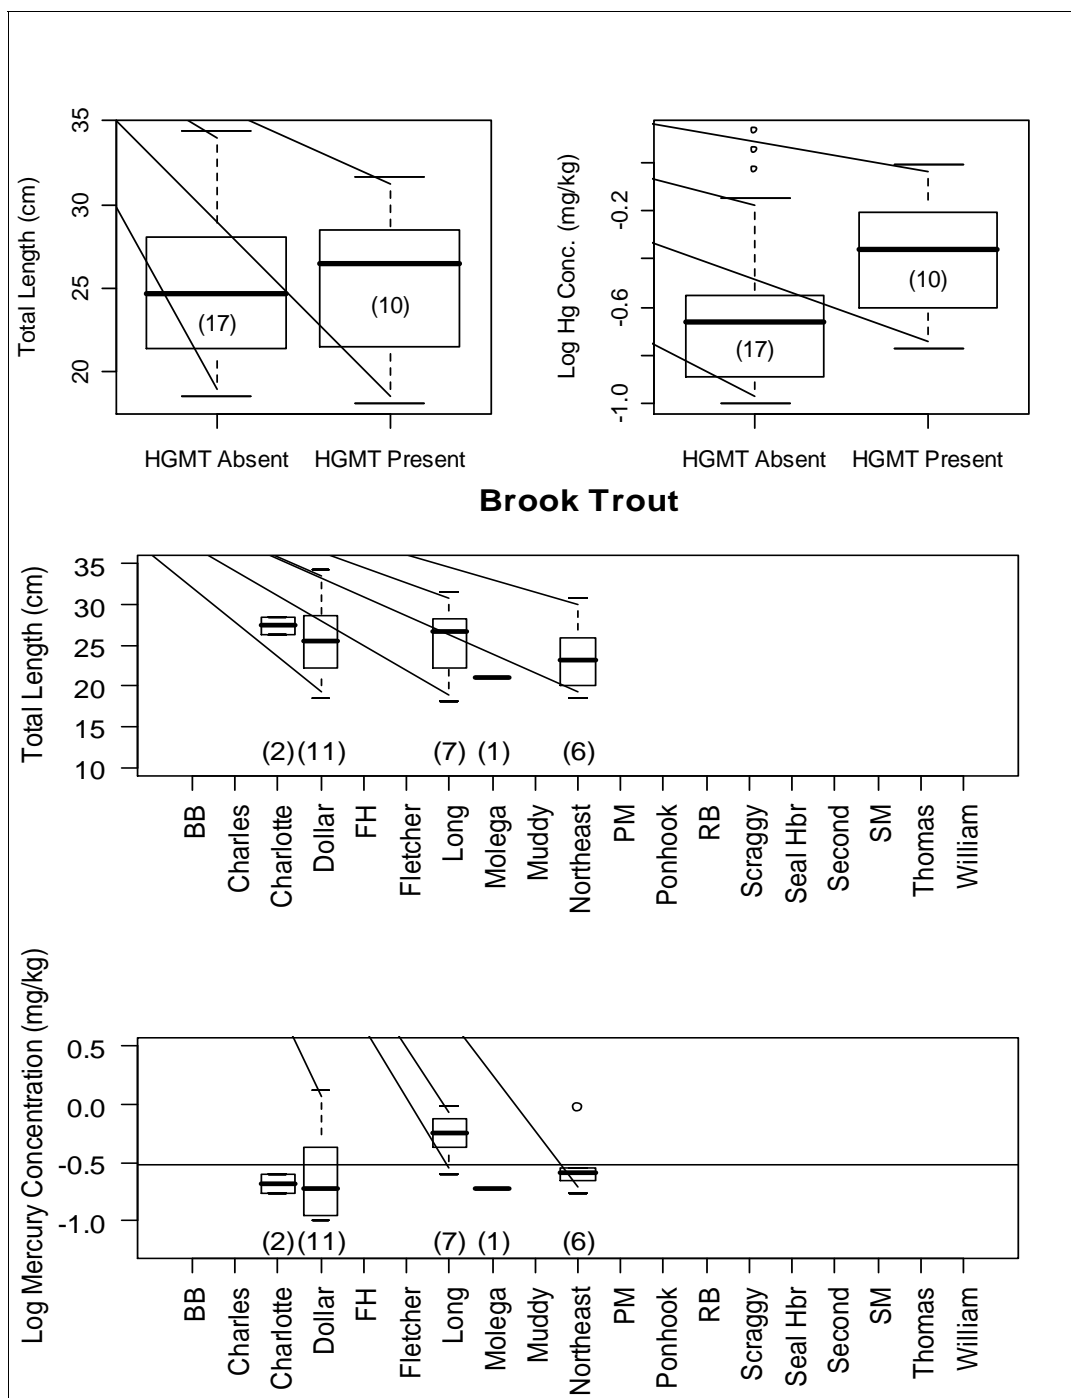 Total Length (cm)
35
30
25
20
(17)
(10)
HGMT Absent HGMT Present
Log Hg Conc. (mg/kg)
-0.2
-0.6
-1.0
(17)
(10)
HGMT Absent HGMT Present
Brook Trout
Total Length (cm)
35
30
25
20
15
10
(2) (11) (7) (1) (6)
BB
Charles
Charlotte
Dollar
FH
Fletcher
Long
Molega
Muddy
Northeast
PM
Ponhook
RB
Scraggy
Seal Hbr
Second
SM
Thomas
William
Log Mercury Concentration (mg/kg)
0.5
0.0
-0.5
-1.0
(2) (11) (7) (1) (6)
BB
Charles
Charlotte
Dollar
FH
Fletcher
Long
Molega
Muddy
Northeast
PM
Ponhook
RB
Scraggy
Seal Hbr
Second
SM
Thomas
William